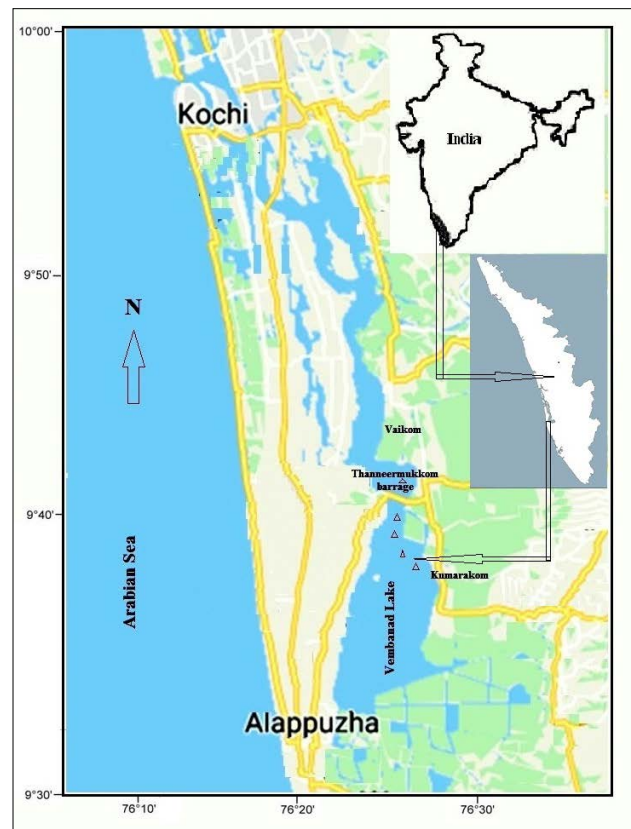 10°00'
Kochi
India
9°50'
N
Vaikom
Thanneermukkom
barrage
9°40'
Arabian Sea
Kumarakom
Vembanad Lake
Alappuzha
9°30'
76°10'
76°20'
76°30'